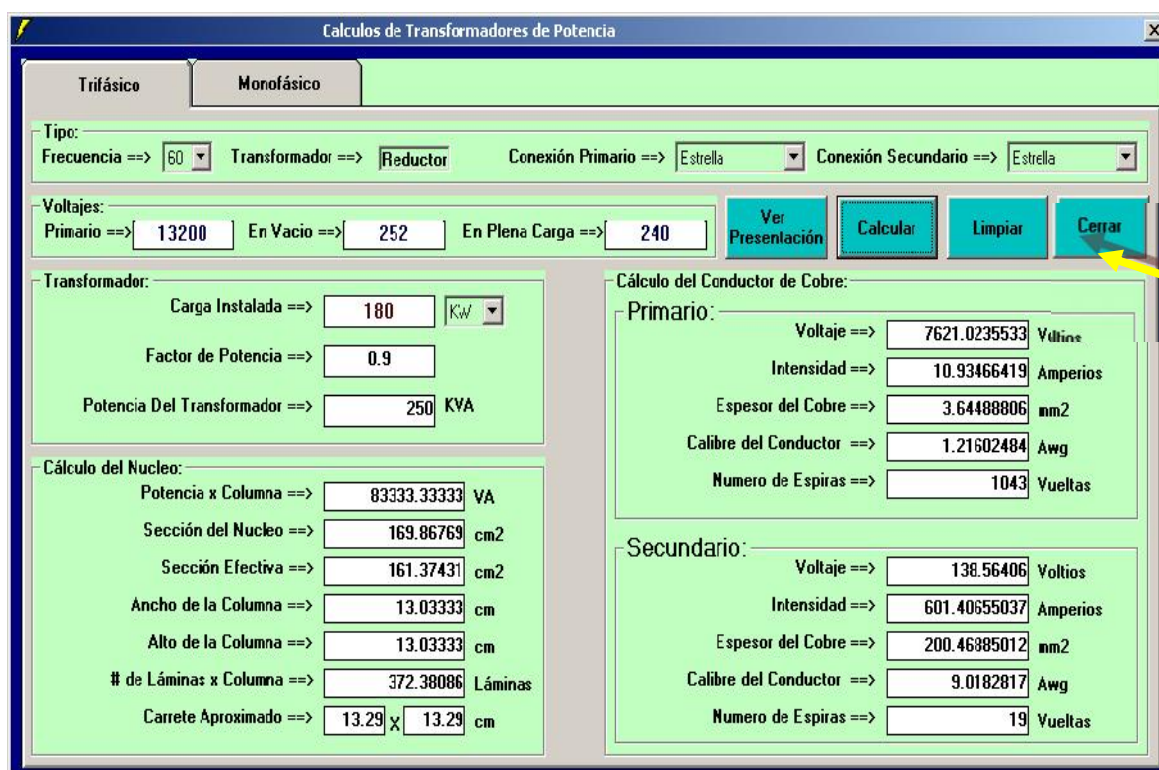 Calculos de Transformadores de Potencia
Trifásico Monofásico
Tipo:
Frecuencia ==> 60 Transformador ==> Reductor Conexión Primario ==> Estrella Conexión Secundario ==> Estrella
Voltajes:
Primario ==> 13200 En Vacio ==> 252 En Plena Carga ==> 240
Ver Presentación Calcular Limpiar Cerrar
Transformador:
Carga Instalada ==> 180 KW
Factor de Potencia ==> 0.9
Potencia Del Transformador ==> 250 KVA
Cálculo del Nucleo:
Potencia x Columna ==> 83333.33333 VA
Sección del Nucleo ==> 169.86769 cm2
Sección Efectiva ==> 161.37431 cm2
Ancho de la Columna ==> 13.03333 cm
Alto de la Columna ==> 13.03333 cm
# de Láminas x Columna ==> 372.38086 Láminas
Carrete Aproximado ==> 13.29 X 13.29 cm
Cálculo del Conductor de Cobre:
Primario:
Voltaje ==> 7621.0235533 Voltios
Intensidad ==> 10.93466419 Amperios
Espesor del Cobre ==> 3.64488806 mm2
Calibre del Conductor ==> 1.21602484 Awg
Numero de Espiras ==> 1043 Vueltas
Secundario:
Voltaje ==> 138.56406 Voltios
Intensidad ==> 601.40655037 Amperios
Espesor del Cobre ==> 200.46885012 mm2
Calibre del Conductor ==> 9.0182817 Awg
Numero de Espiras ==> 19 Vueltas